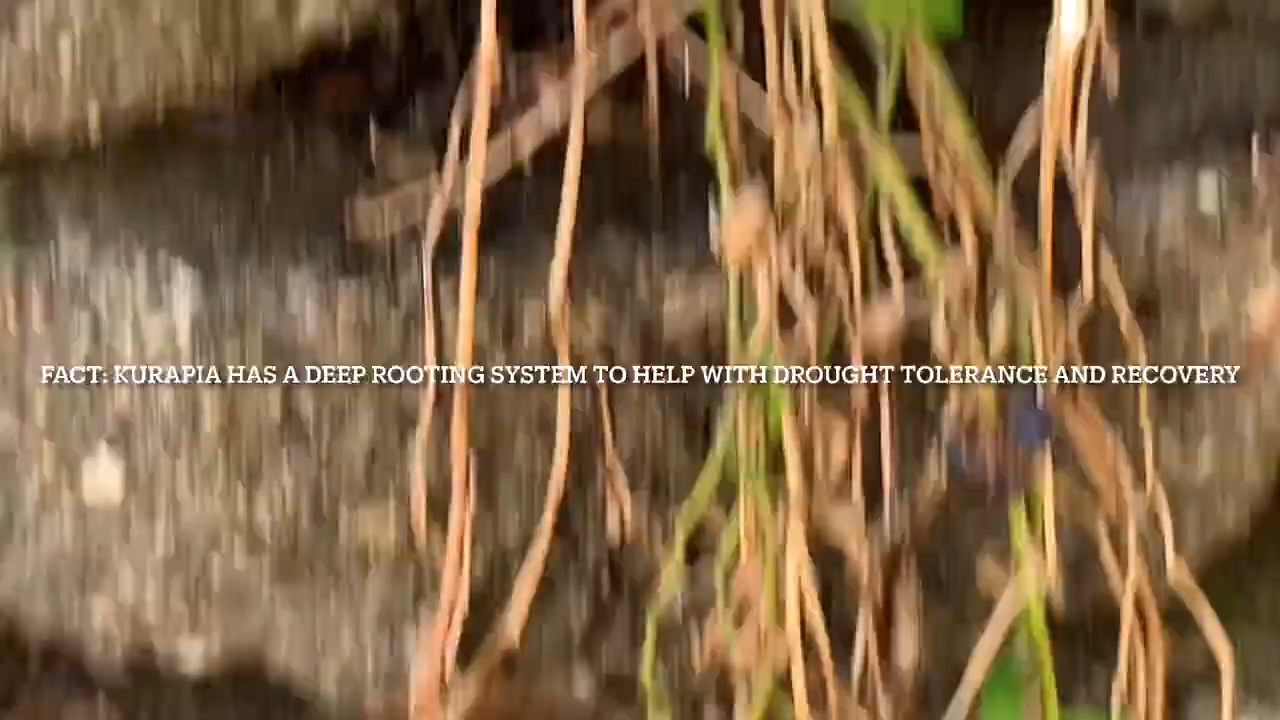 FACT: KURAPIA HAS A DEEP ROOTING SYSTEM TO HELP WITH DROUGHT TOLERANCE AND RECOVERY